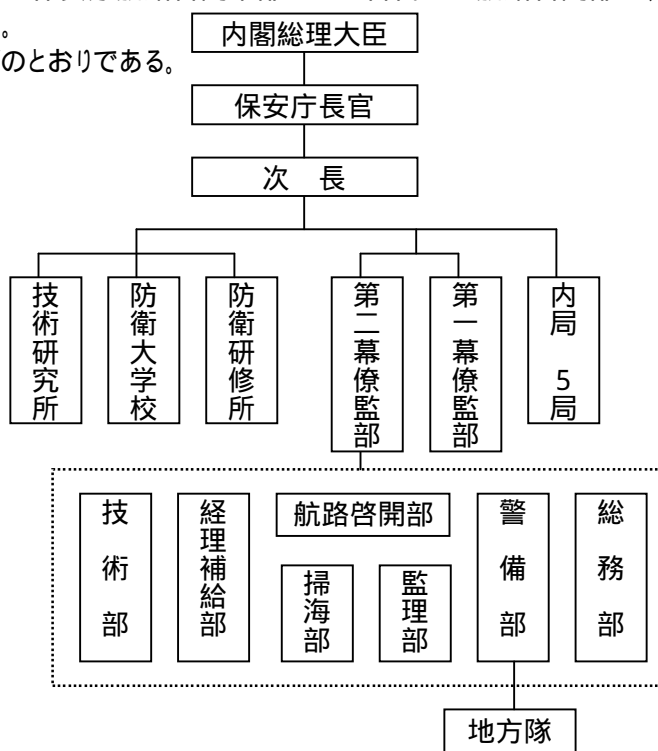 。
のとおりである。
内閣総理大臣
保安庁長官
次 長
内局 5局
第一幕僚監部
第二幕僚監部
防衛研修所
防衛大学校
技術研究所
総務部
警備部
航路啓開部
監理部
掃海部
経理補給部
技術部
地方隊